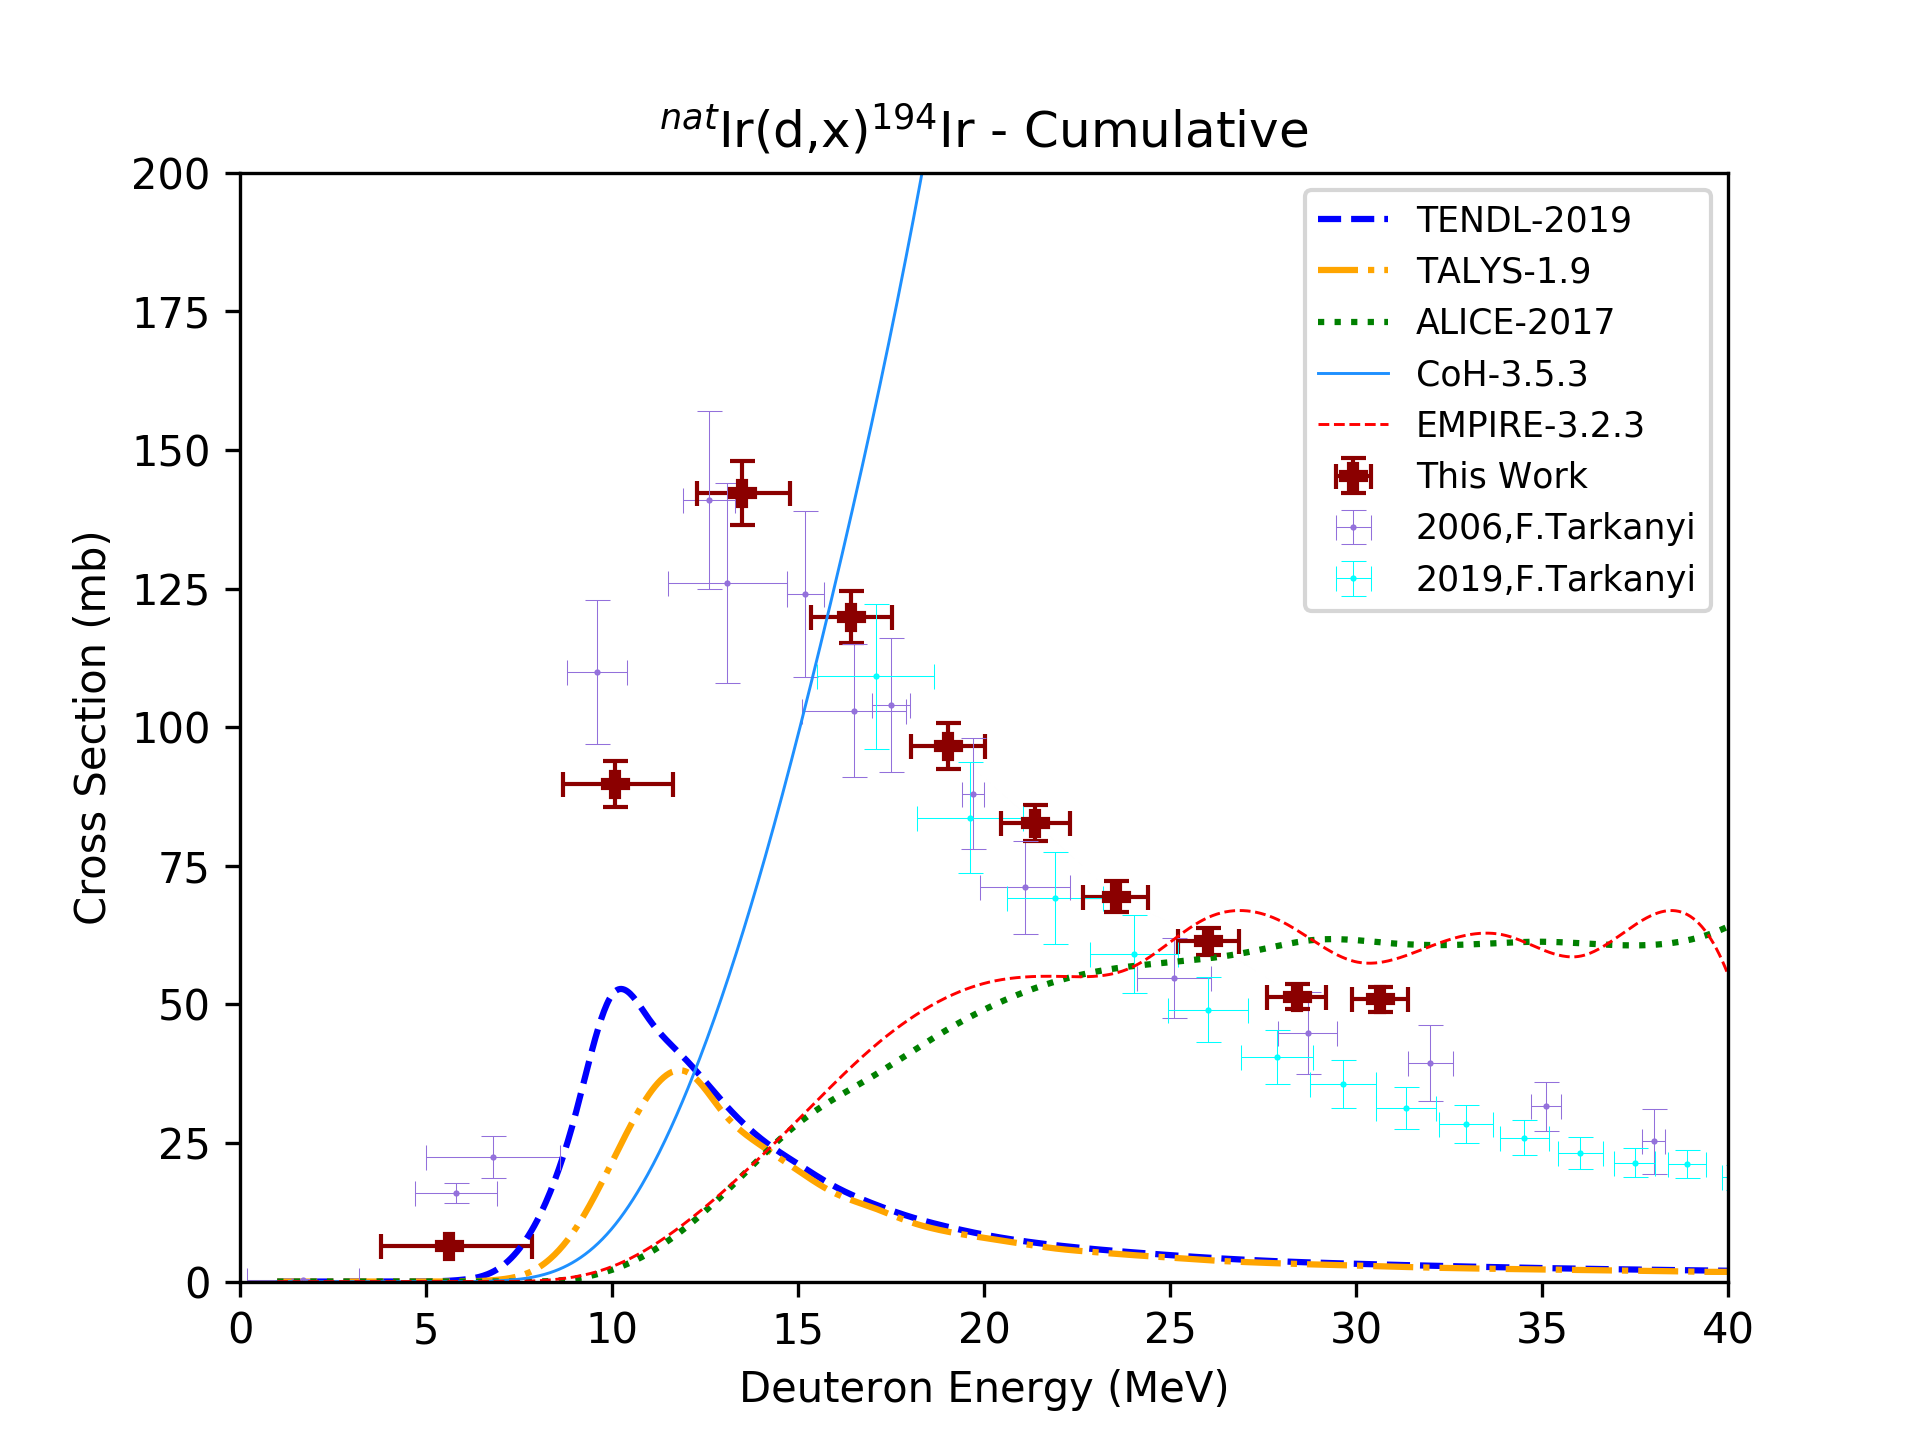 natIr(d,x)194Ir - Cumulative
200
175
150
125
100
75
50
25
0
Cross Section (mb)
TENDL-2019
TALYS-1.9
ALICE-2017
CoH-3.5.3
EMPIRE-3.2.3
This Work
2006,F.Tarkanyi
2019,F.Tarkanyi
0 5 10 15 20 25 30 35 40
Deuteron Energy (MeV)